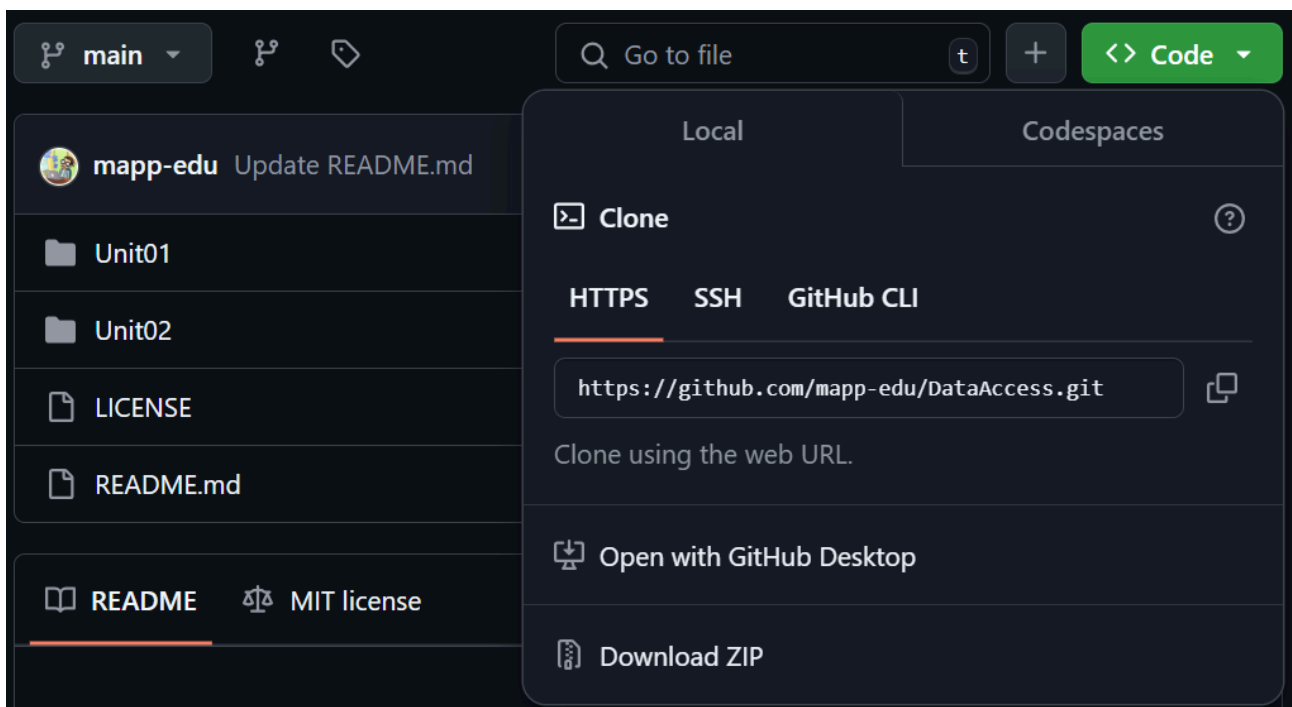 main
Go to file
t
+
<> Code
Local
Codespaces
mapp-edu Update README.md
Clone
Unit01
HTTPS
SSH
GitHub CLI
Unit02
https://github.com/mapp-edu/DataAccess.git
LICENSE
Clone using the web URL.
README.md
Open with GitHub Desktop
README
MIT license
Download ZIP